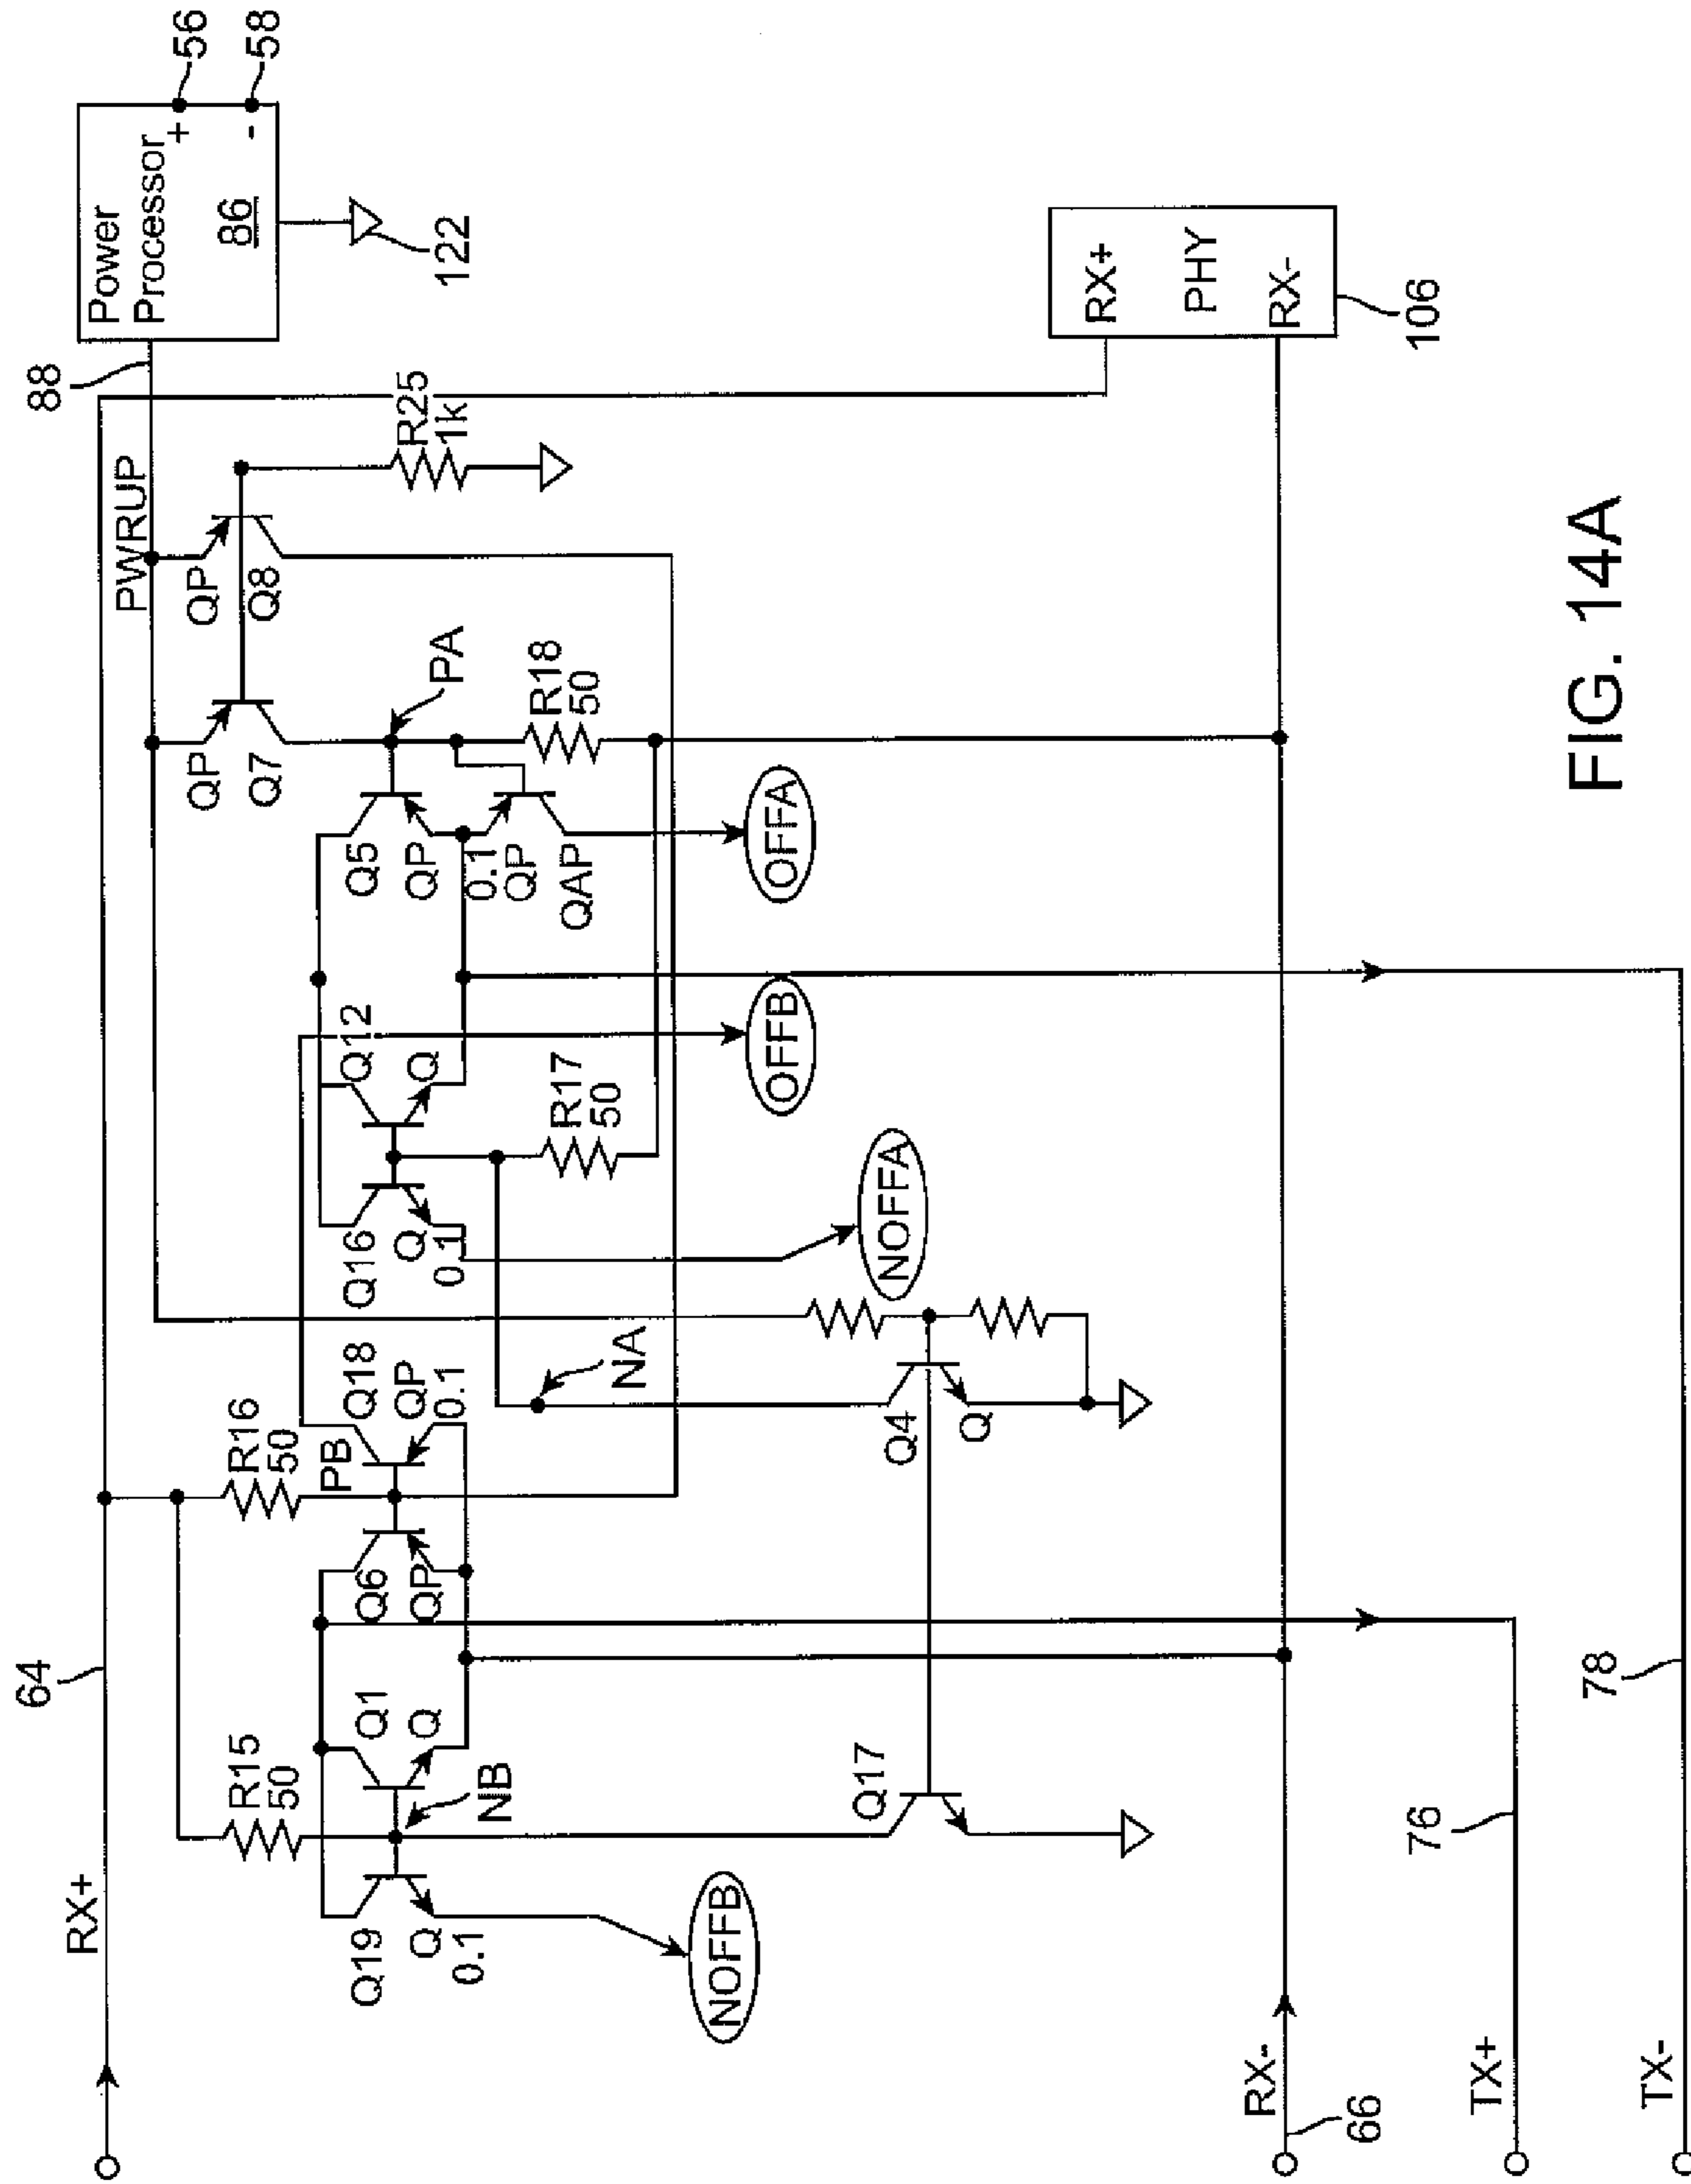 RX+
64
88
Power
Processor
+
-
86
56
58
122
PWRUP
QP
Q8
QP
Q7
R25
1k
PA
R18
50
Q5
QP
0.1
QP
QAP
OFFA
Q12
Q
OFFB
R17
50
Q16
Q
0.1
NOFFA
NA
R16
50
PB
Q18
QP
0.1
Q6
QP
Q4
Q
R15
50
Q1
Q
NB
Q19
Q
0.1
NOFFB
Q17
RX+
PHY
RX-
106
RX-
66
TX+
76
TX-
78
FIG. 14A